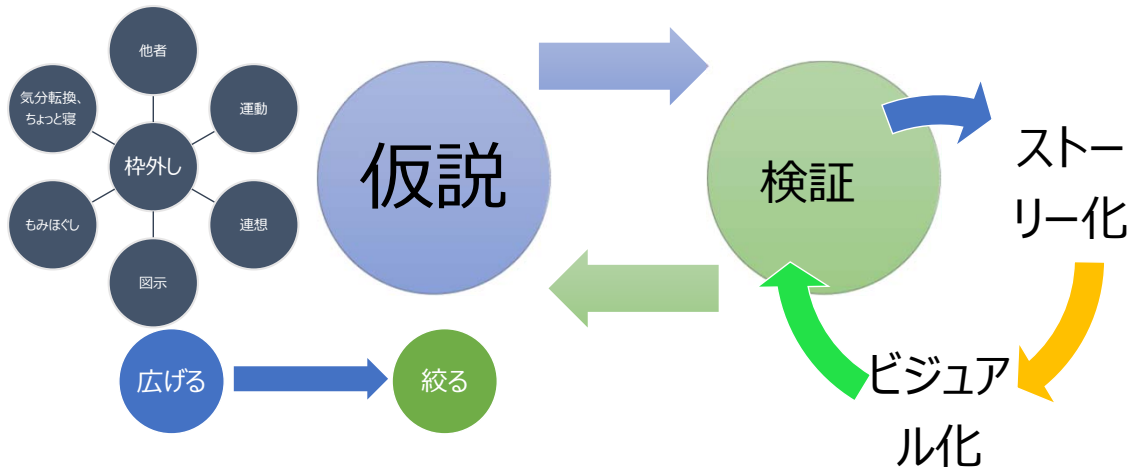 他者
気分転換、
ちょっと寝
運動
枠外し
もみほぐし
連想
図示
広げる
絞る
仮説
検証
ストー
リー化
ビジュア
ル化